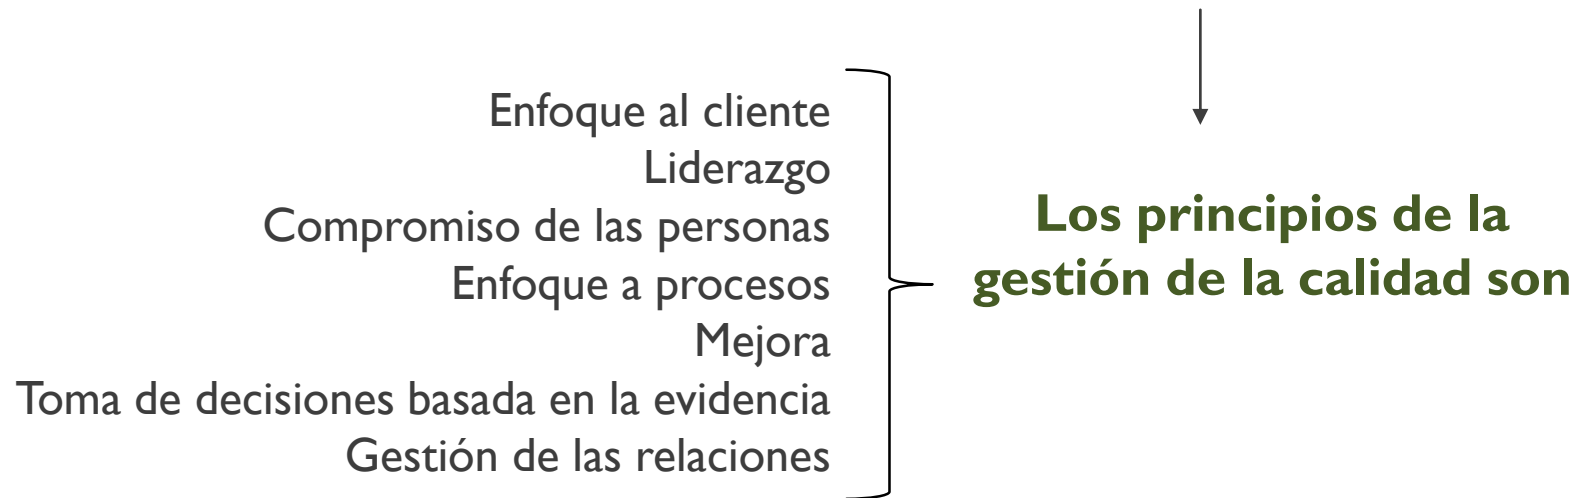 Enfoque al cliente
Liderazgo
Compromiso de las personas
Enfoque a procesos
Mejora
Toma de decisiones basada en la evidencia
Gestión de las relaciones
Los principios de la
gestión de la calidad son